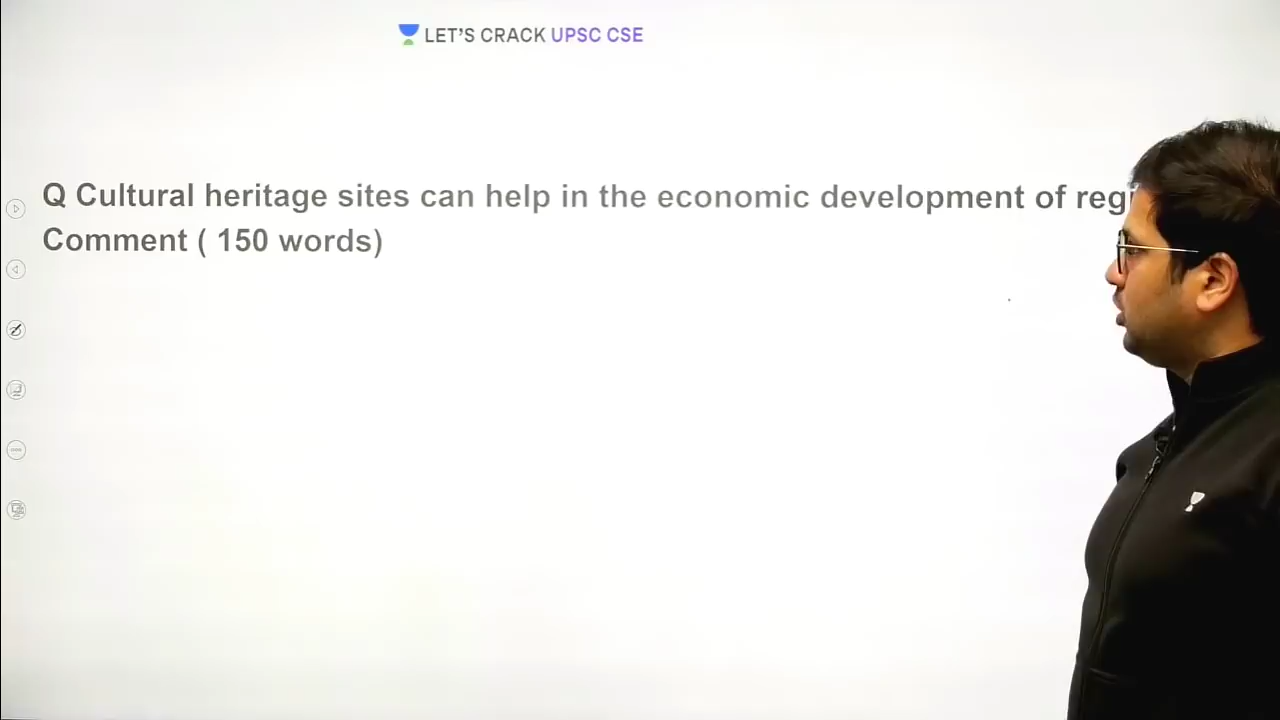 LET'S CRACK UPSC CSE
Q Cultural heritage sites can help in the economic development of
Comment ( 150 words)